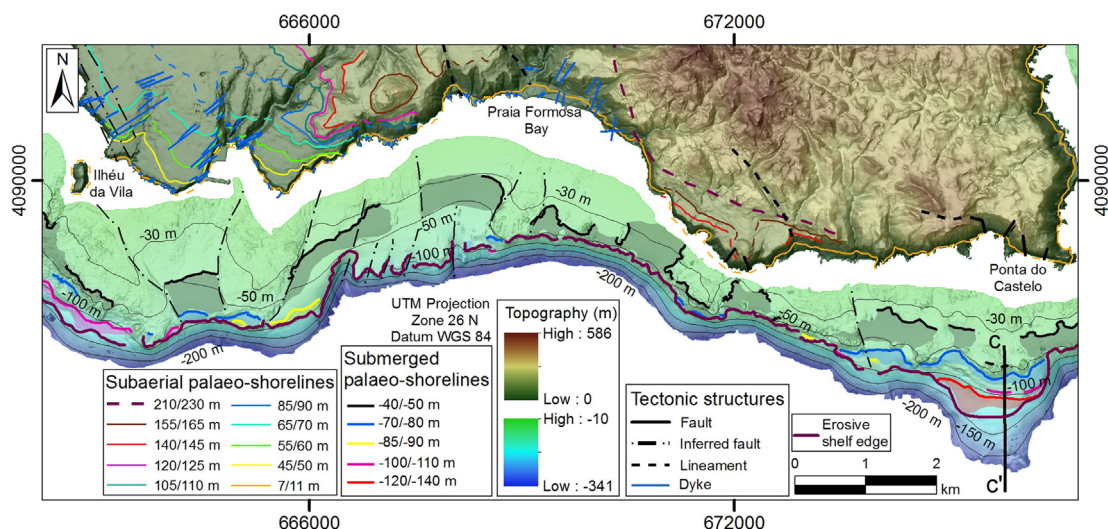 666000
672000
N
Praia Formosa
Bay
Ilhéu
da Vila
4090000
4090000
-30 m
-30 m
-50 m
-100 m
-50 m
-100 m
-200 m
-200 m
-50 m
-30 m
Ponta do
Castelo
C
-100 m
-200 m
-150 m
C'
UTM Projection
Zone 26 N
Datum WGS 84
Subaerial palaeo-shorelines
210/230 m
155/165 m
140/145 m
120/125 m
105/110 m
85/90 m
65/70 m
55/60 m
45/50 m
7/11 m
Submerged
palaeo-shorelines
-40/-50 m
-70/-80 m
-85/-90 m
-100/-110 m
-120/-140 m
Topography (m)
High : 586
Low : 0
High : -10
Low : -341
Tectonic structures
Fault
Inferred fault
Lineament
Dyke
Erosive
shelf edge
0 1 2
km
666000
672000